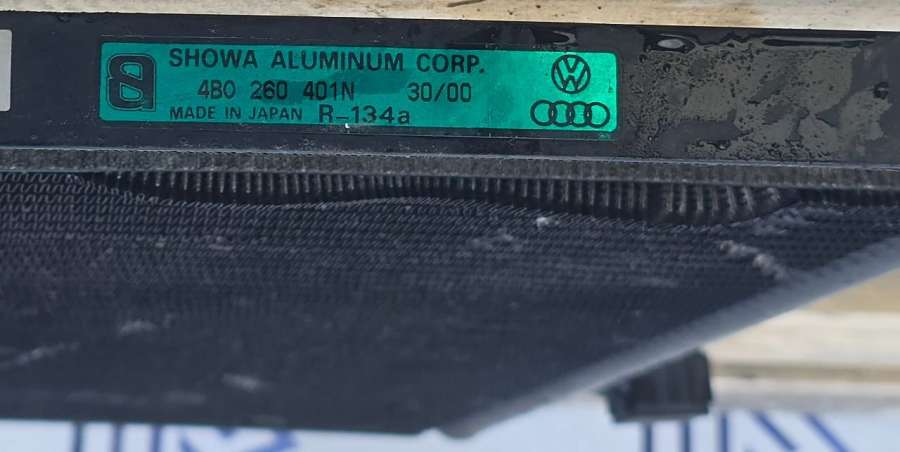 SHOWA ALUMINUM CORP.
4B0 260 401N 30/00
MADE IN JAPAN R-134a